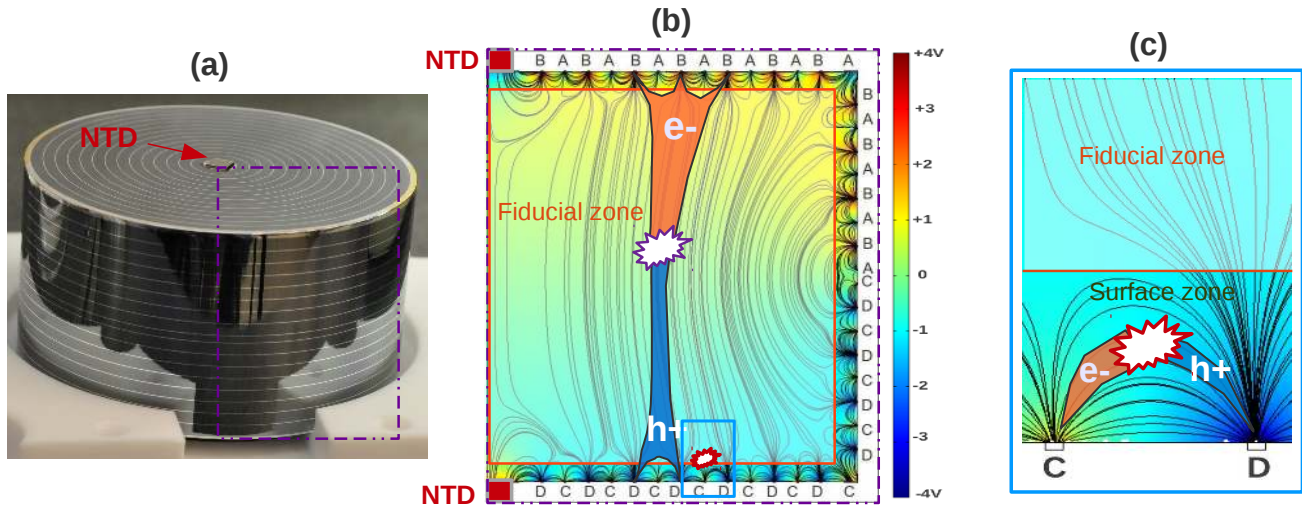 (a)
(b)
(c)
NTD
NTD
B A B A B A B A B A B A B A
+4V
+3
+2
+1
0
-1
-2
-3
-4V
e-
Fiducial zone
h+
B
A
B
A
B
A
B
A
C
D
C
D
C
D
C
D
NTD
D C D C D C D C D C D C D C
Fiducial zone
Surface zone
e-
h+
C
D